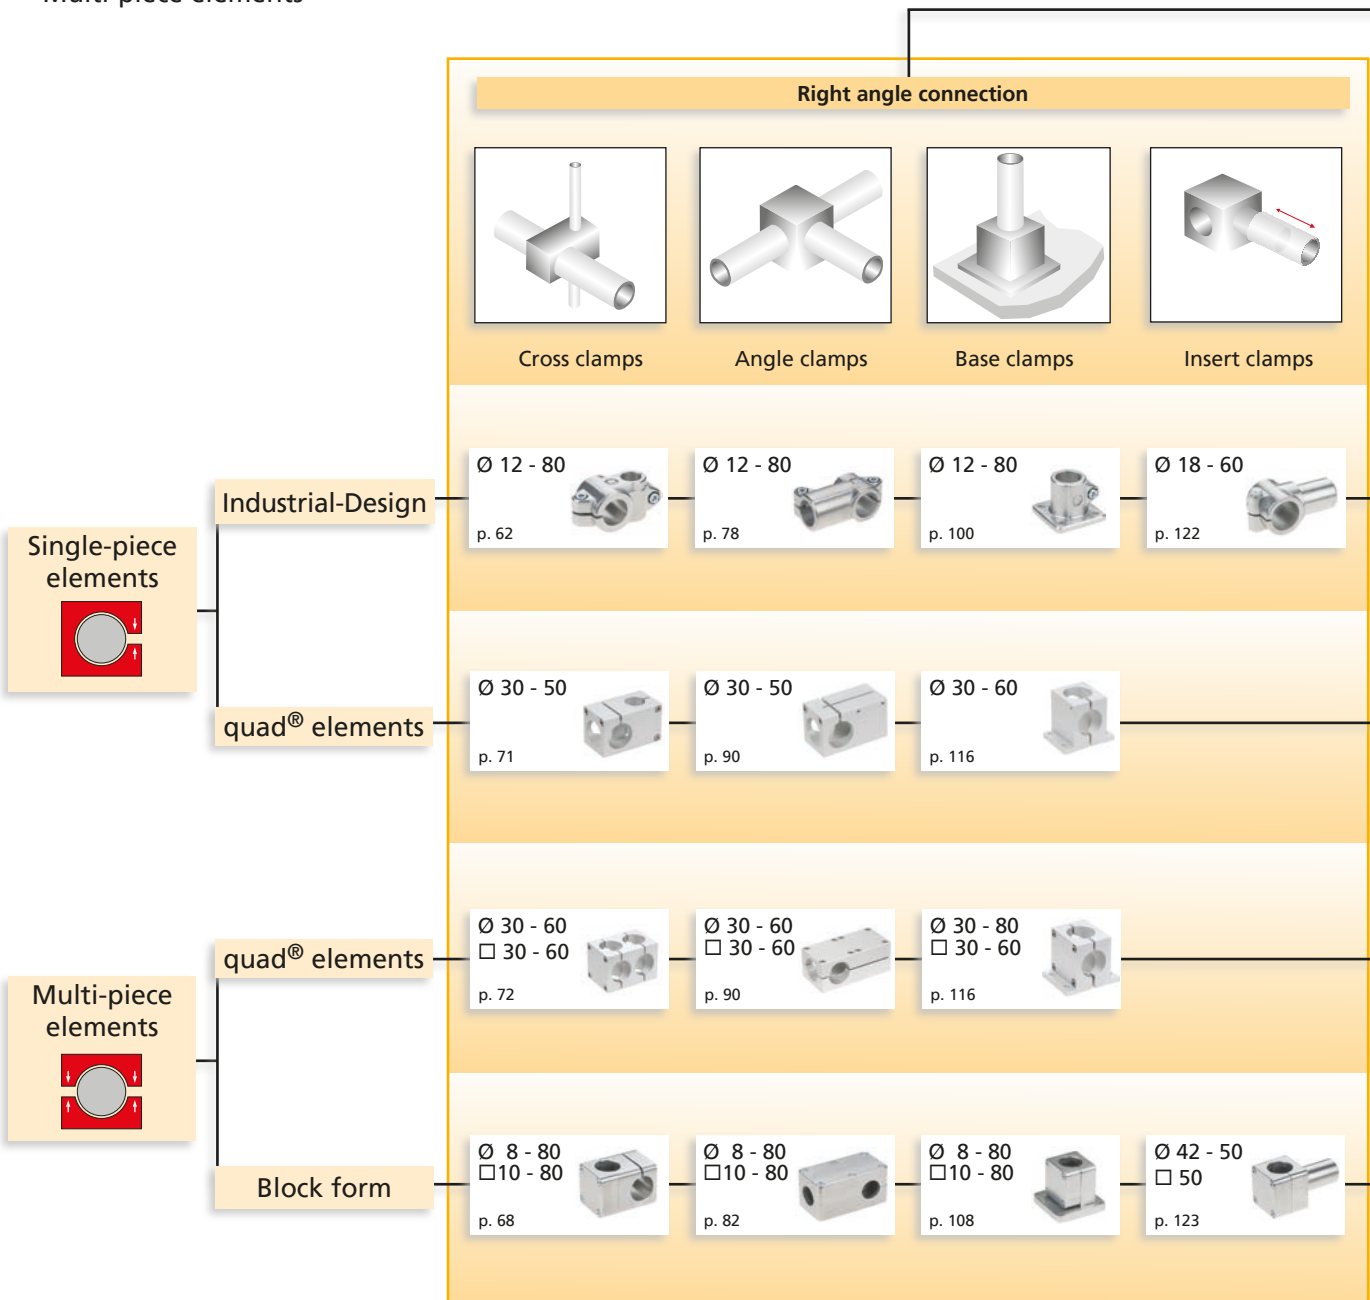 Multi-piece elements
Right angle connection
Cross clamps
Angle clamps
Base clamps
Insert clamps
Single-piece
elements
Industrial-Design
Ø 12 - 80
p. 62
Ø 12 - 80
p. 78
Ø 12 - 80
p. 100
Ø 18 - 60
p. 122
quad® elements
Ø 30 - 50
p. 71
Ø 30 - 50
p. 90
Ø 30 - 60
p. 116
Multi-piece
elements
quad® elements
Ø 30 - 60
□ 30 - 60
p. 72
Ø 30 - 60
□ 30 - 60
p. 90
Ø 30 - 80
□ 30 - 60
p. 116
Block form
Ø 8 - 80
□10 - 80
p. 68
Ø 8 - 80
□10 - 80
p. 82
Ø 8 - 80
□10 - 80
p. 108
Ø 42 - 50
□ 50
p. 123